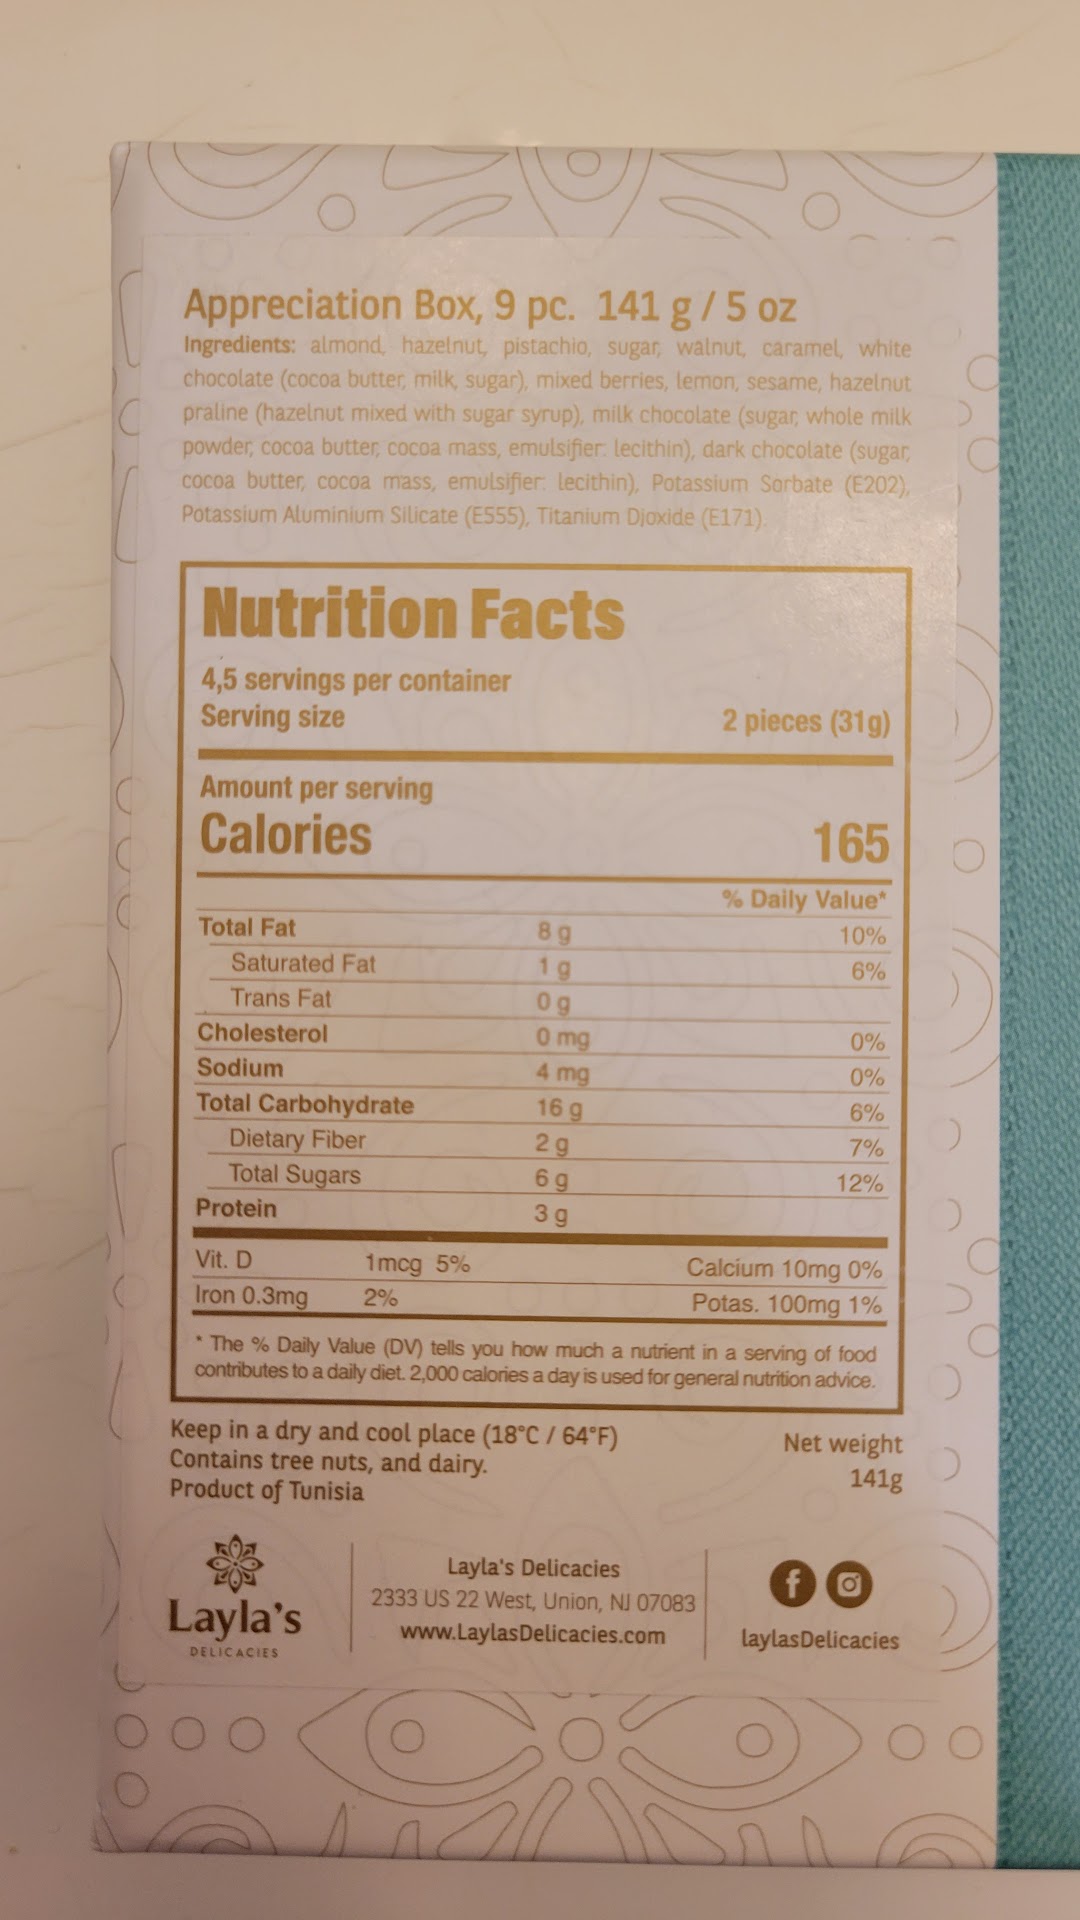 Appreciation Box, 9 pc. 141 g / 5 oz
Ingredients: almond, hazelnut, pistachio, sugar, walnut, caramel, white
chocolate (cocoa butter, milk, sugar), mixed berries, lemon, sesame, hazelnut
praline (hazelnut mixed with sugar syrup), milk chocolate (sugar, whole milk
powder, cocoa butter, cocoa mass, emulsifier: lecithin), dark chocolate (sugar,
cocoa butter, cocoa mass, emulsifier: lecithin), Potassium Sorbate (E202),
Potassium Aluminium Silicate (E555), Titanium Djoxide (E171).
Nutrition Facts
4,5 servings per container
Serving size 2 pieces (31g)
Amount per serving
Calories 165
% Daily Value*
Total Fat 8 g 10%
Saturated Fat 1 g 6%
Trans Fat 0 g
Cholesterol 0 mg 0%
Sodium 4 mg 0%
Total Carbohydrate 16 g 6%
Dietary Fiber 2 g 7%
Total Sugars 6 g 12%
Protein 3 g
Vit. D 1mcg 5% Calcium 10mg 0%
Iron 0.3mg 2% Potas. 100mg 1%
* The % Daily Value (DV) tells you how much a nutrient in a serving of food
contributes to a daily diet. 2,000 calories a day is used for general nutrition advice.
Keep in a dry and cool place (18°C / 64°F)
Contains tree nuts, and dairy.
Product of Tunisia
Net weight
141g
Layla's
DELICACIES
Layla's Delicacies
2333 US 22 West, Union, NJ 07083
www.LaylasDelicacies.com
laylasDelicacies